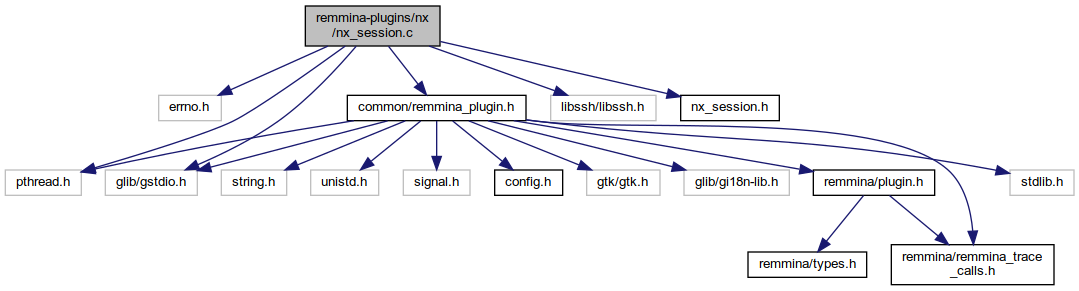 remmina-plugins/nx
/nx_session.c
errno.h
common/remmina_plugin.h
libssh/libssh.h
nx_session.h
pthread.h
glib/gstdio.h
string.h
unistd.h
signal.h
config.h
gtk/gtk.h
glib/gi18n-lib.h
remmina/plugin.h
stdlib.h
remmina/types.h
remmina/remmina_trace
_calls.h